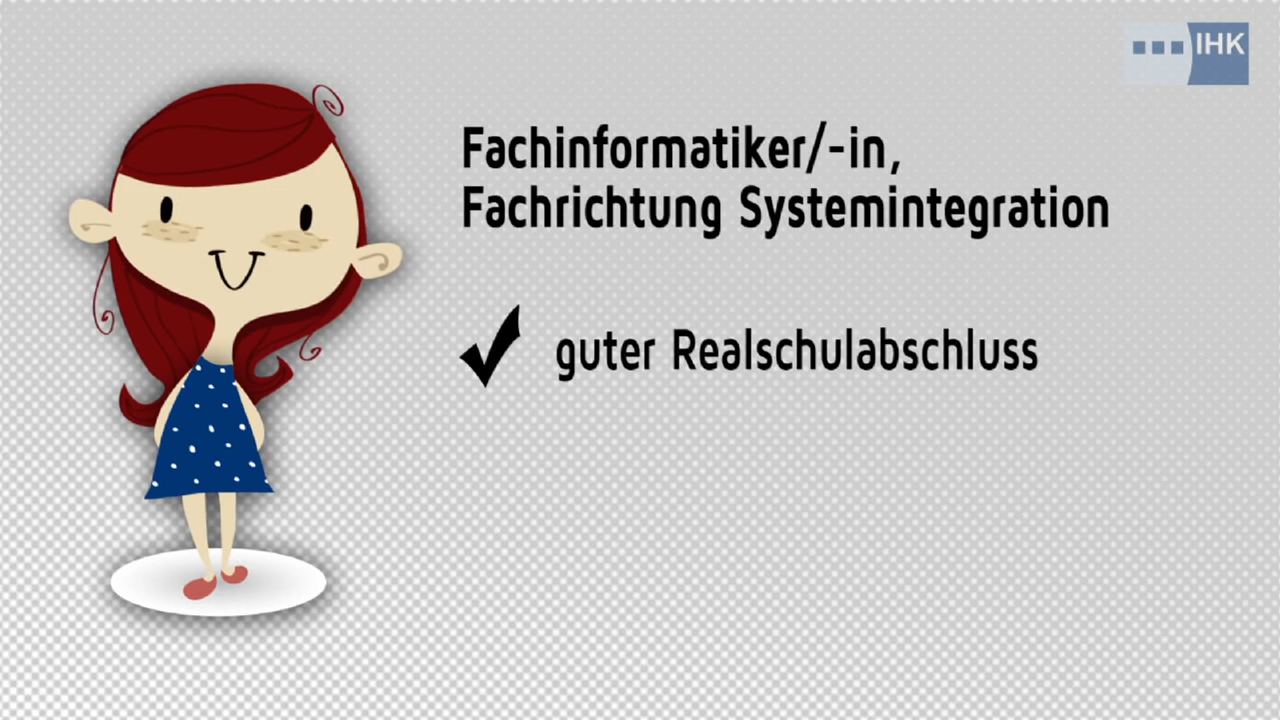 IHK
Fachinformatiker/-in,
Fachrichtung Systemintegration
guter Realschulabschluss